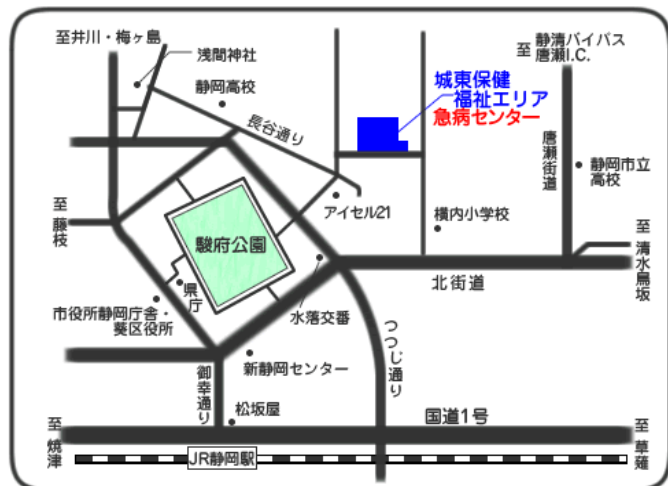 至井川・梅ヶ島
浅間神社
静岡高校
長谷通り
城東保健
福祉エリア
急病センター
至 静清バイパス
唐瀬I.C.
唐瀬街道
静岡市立
高校
アイセル21
横内小学校
至藤枝
駿府公園
至清水鳥坂
北街道
県庁
市役所静岡庁舎・
葵区役所
水落交番
つつじ通り
新静岡センター
御幸通り
松坂屋
国道1号
至焼津
至草薙
JR静岡駅